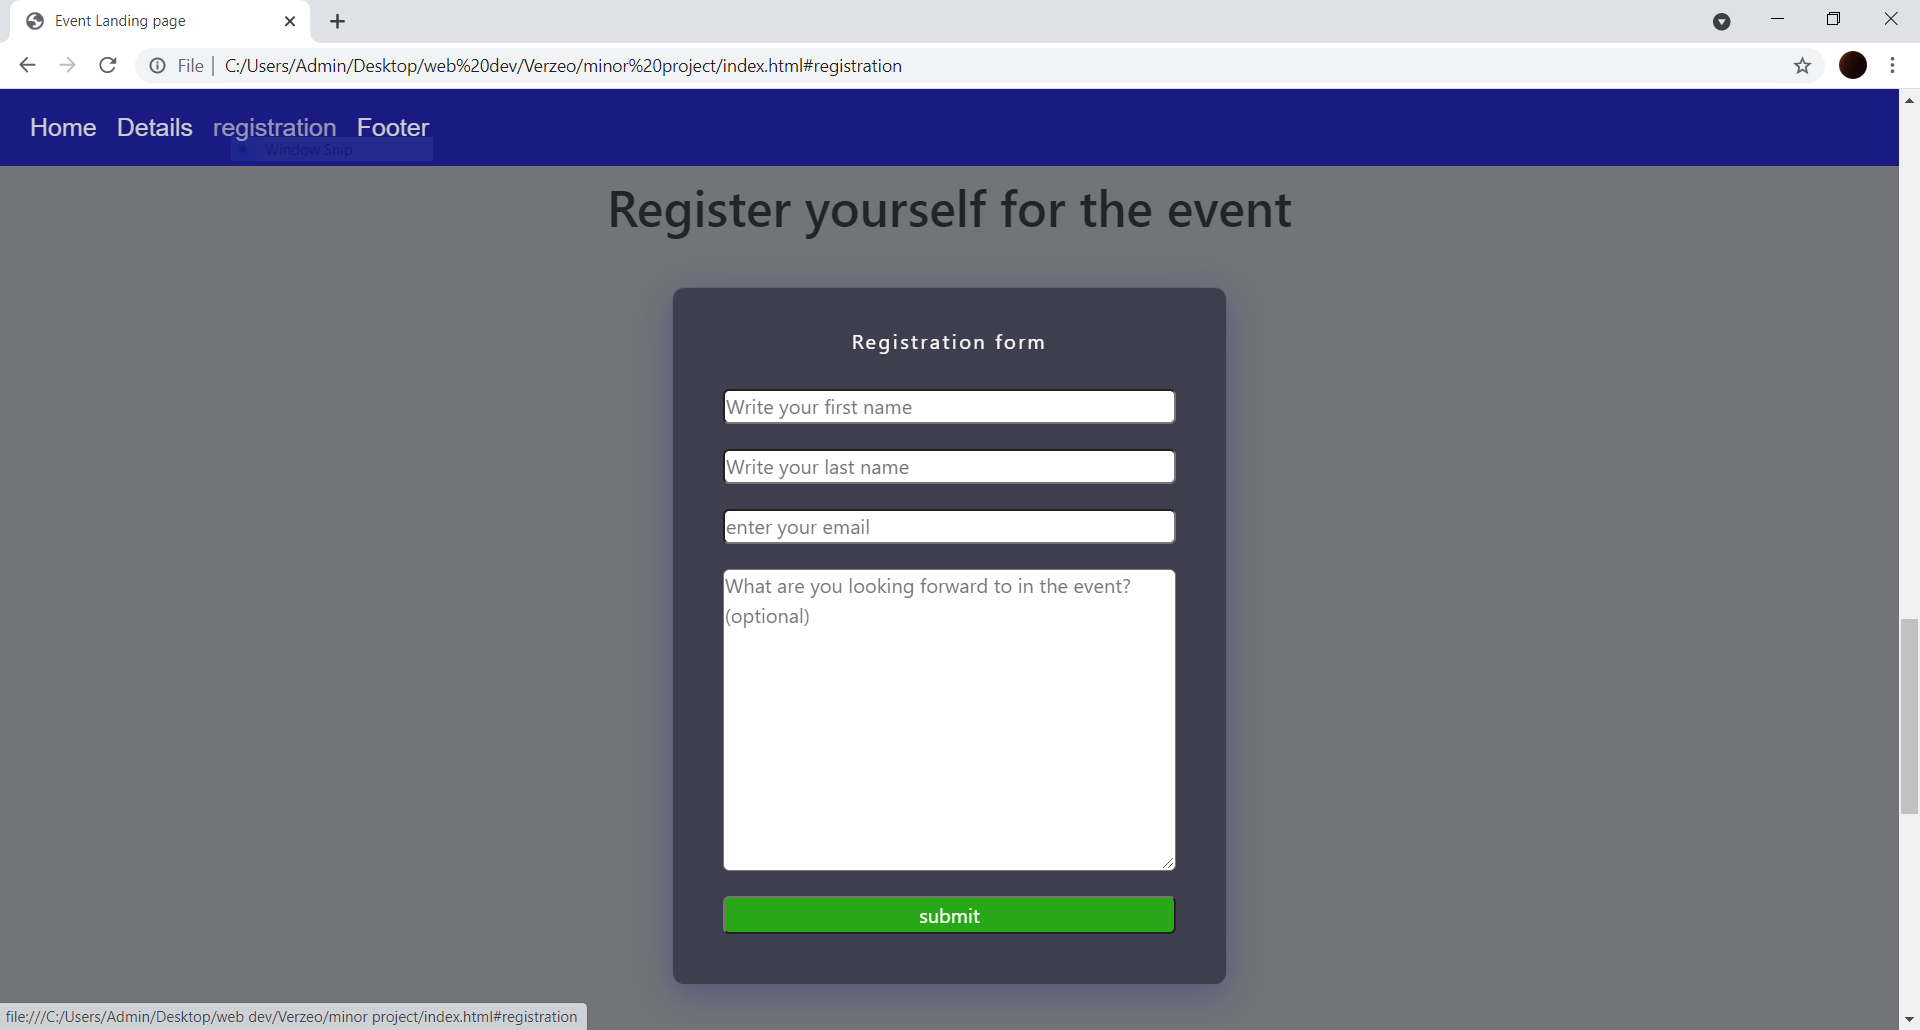 Event Landing page
File | C:/Users/Admin/Desktop/web%20dev/Verzeo/minor%20project/index.html#registration
Home Details registration Footer
Window Snip
Register yourself for the event
Registration form
Write your first name
Write your last name
enter your email
What are you looking forward to in the event?
(optional)
submit
file:///C:/Users/Admin/Desktop/web dev/Verzeo/minor project/index.html#registration